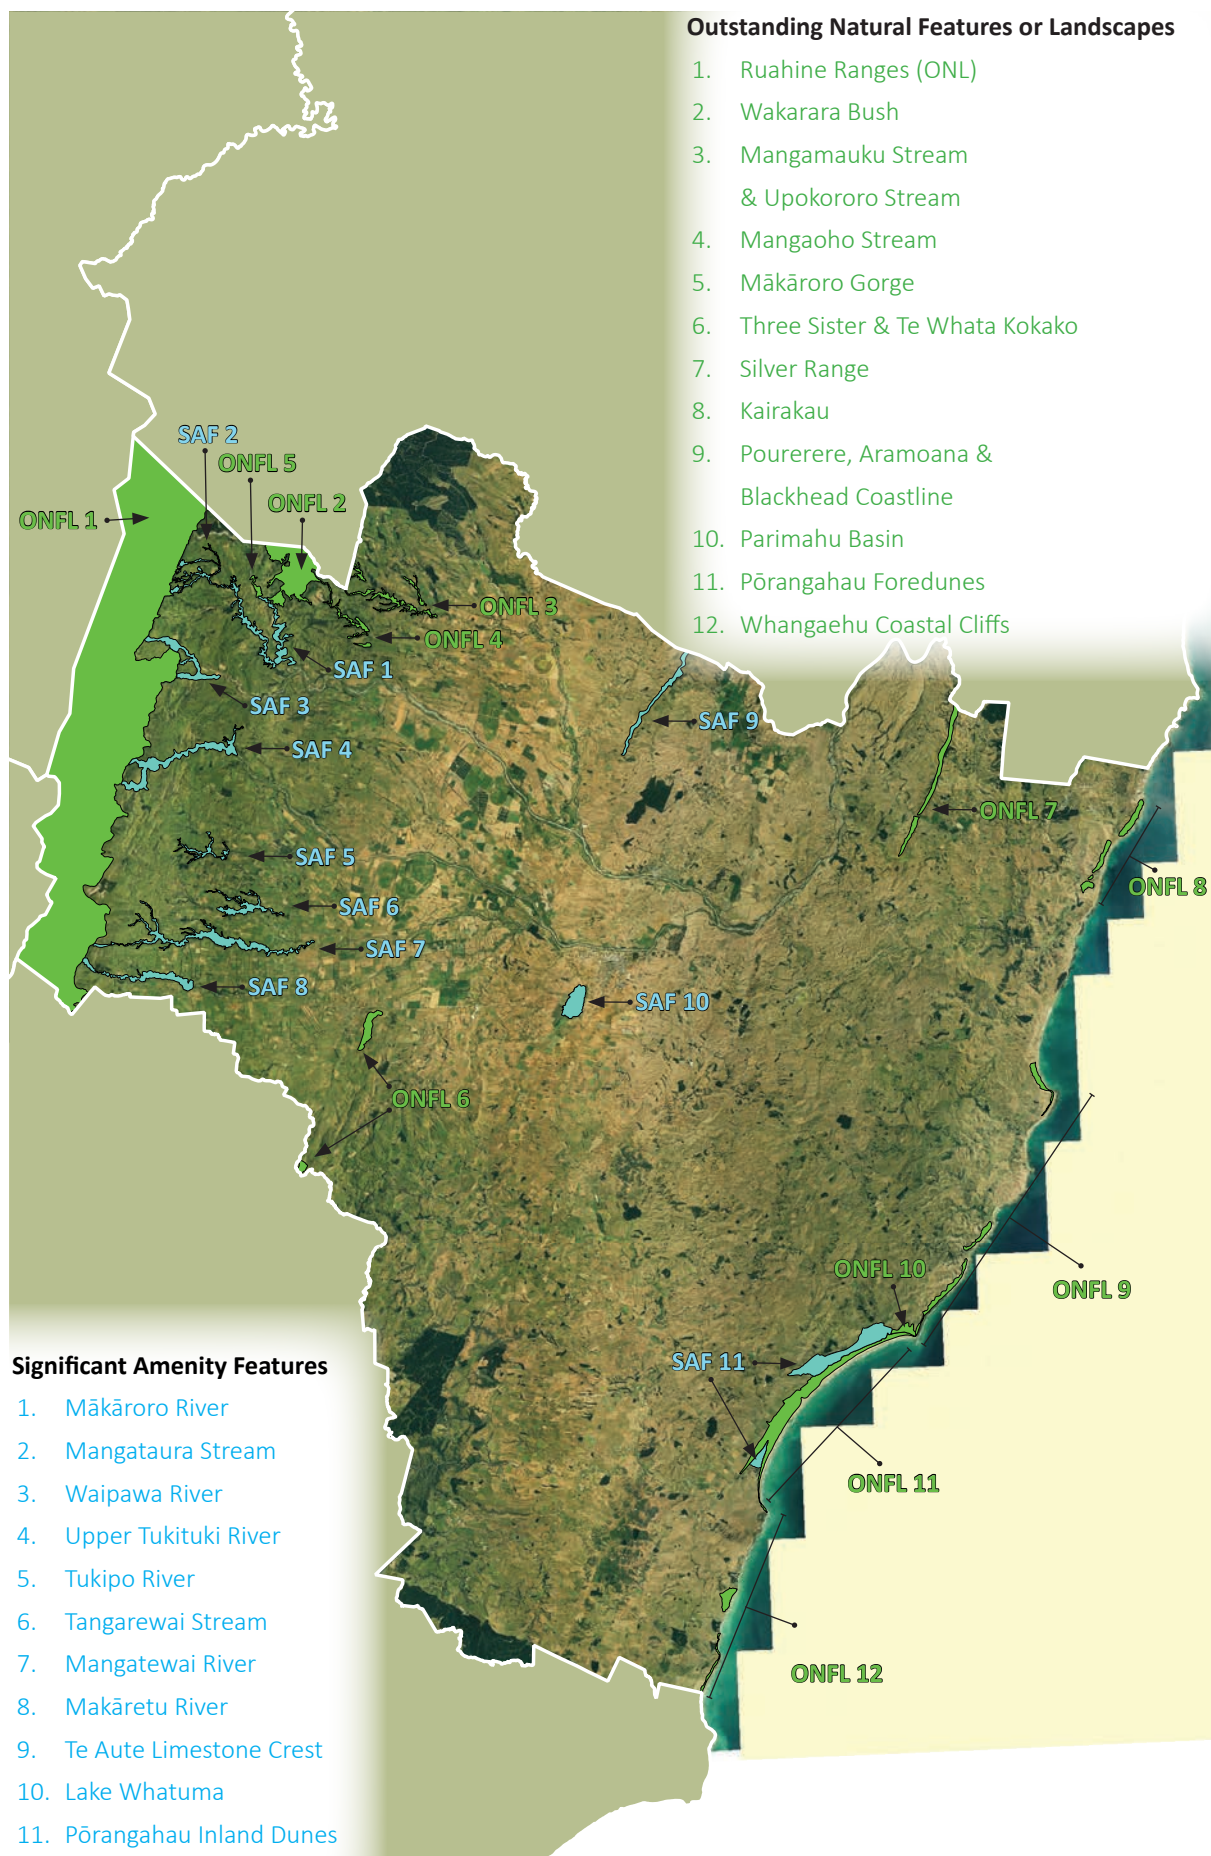 Outstanding Natural Features or Landscapes
1. Ruahine Ranges (ONL)
2. Wakarara Bush
3. Mangamauku Stream
& Upokororo Stream
4. Mangaoho Stream
5. Mākāroro Gorge
6. Three Sister & Te Whata Kokako
7. Silver Range
8. Kairakau
9. Pourerere, Aramoana &
Blackhead Coastline
10. Parimahu Basin
11. Pōrangahau Foredunes
12. Whangaehu Coastal Cliffs
SAF 2
ONFL 5
ONFL 2
ONFL 1
ONFL 3
ONFL 4
SAF 1
SAF 3
SAF 9
SAF 4
ONFL 7
SAF 5
ONFL 8
SAF 6
SAF 7
SAF 8
SAF 10
ONFL 6
ONFL 10
ONFL 9
SAF 11
ONFL 11
ONFL 12
Significant Amenity Features
1. Mākāroro River
2. Mangataura Stream
3. Waipawa River
4. Upper Tukituki River
5. Tukipo River
6. Tangarewai Stream
7. Mangatewai River
8. Makāretu River
9. Te Aute Limestone Crest
10. Lake Whatuma
11. Pōrangahau Inland Dunes